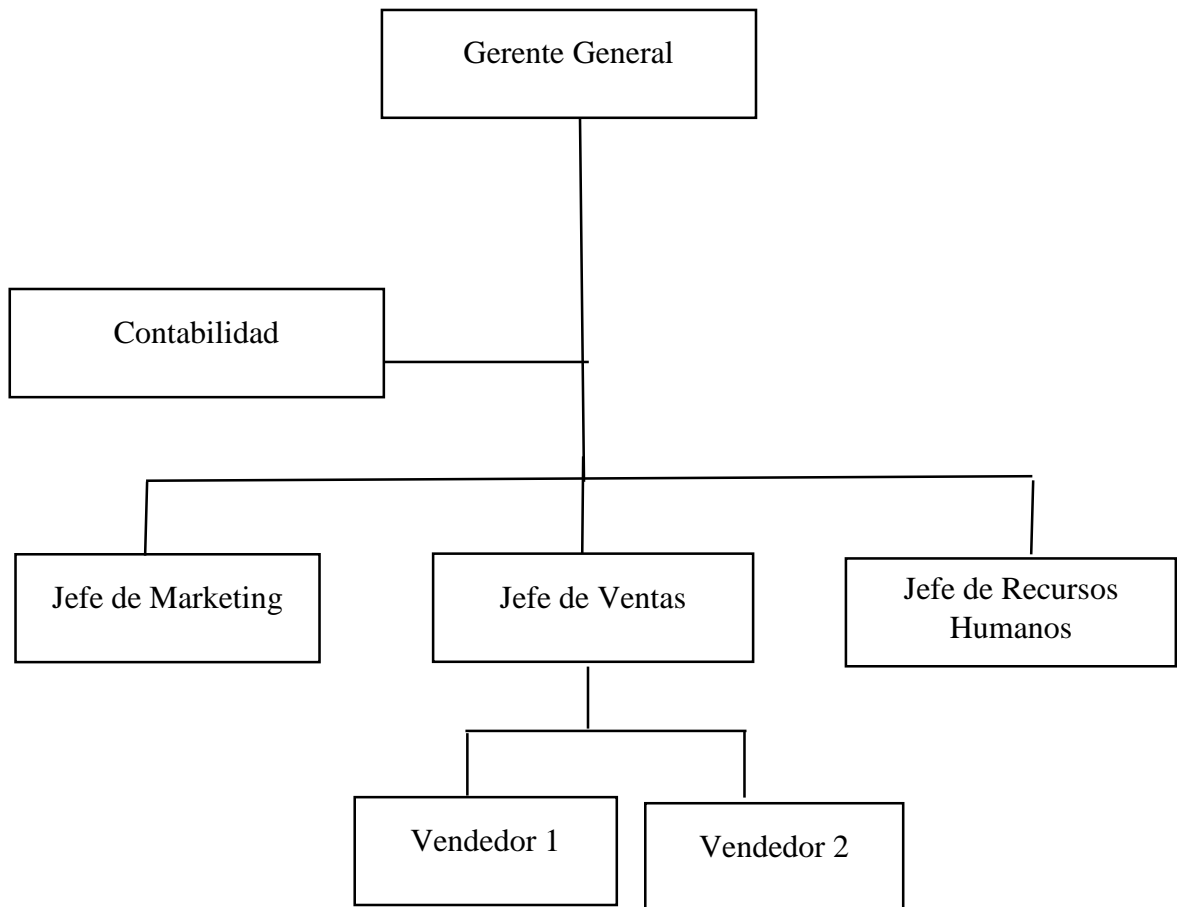 Gerente General
Contabilidad
Jefe de Marketing
Jefe de Ventas
Jefe de Recursos
Humanos
Vendedor 1
Vendedor 2